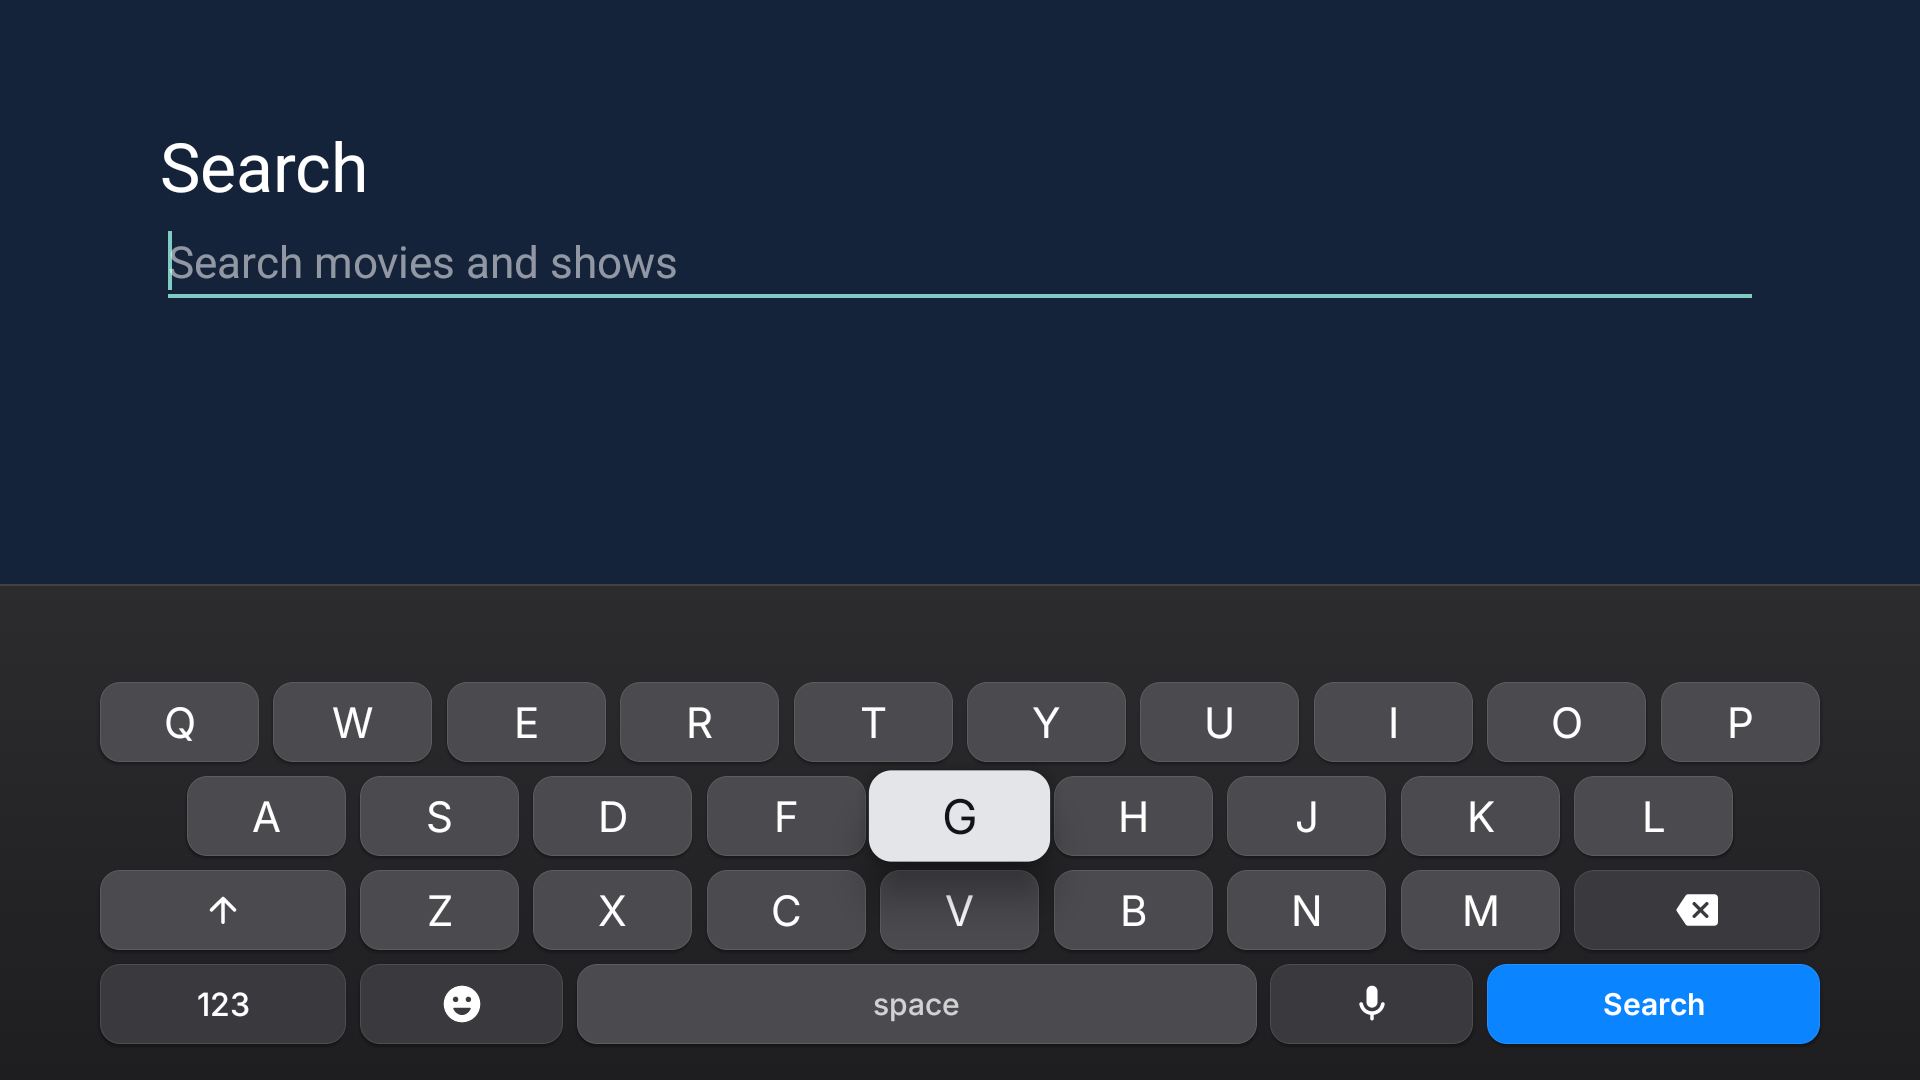 Search
Search movies and shows
Q W E R T Y U I O P
A S D F G H J K L
Z X C V B N M
123 space Search